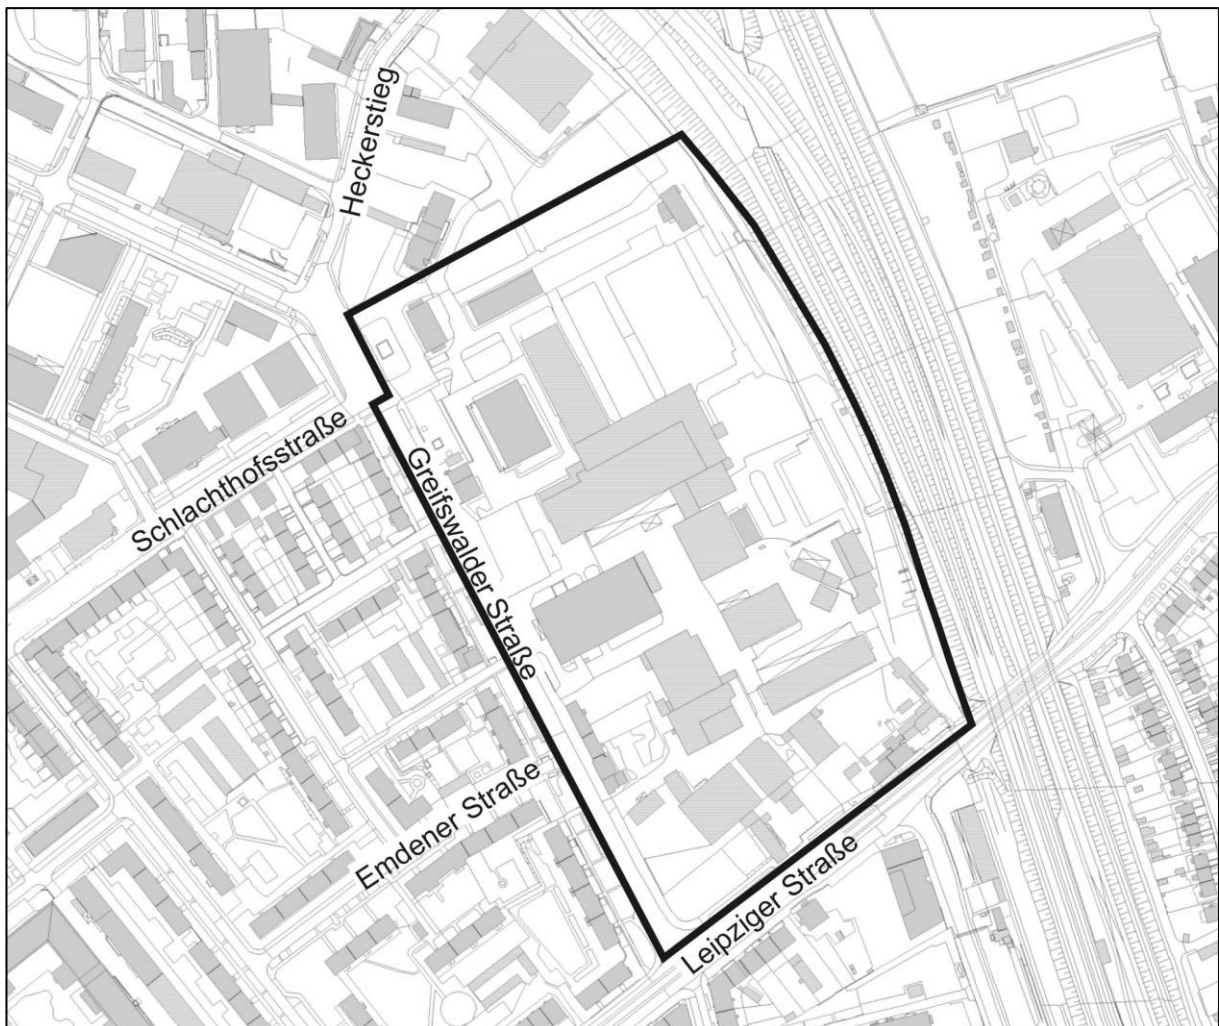 Heckerstieg
Schlachthofsstraße
Greifswalder Straße
Emdener Straße
Leipziger Straße